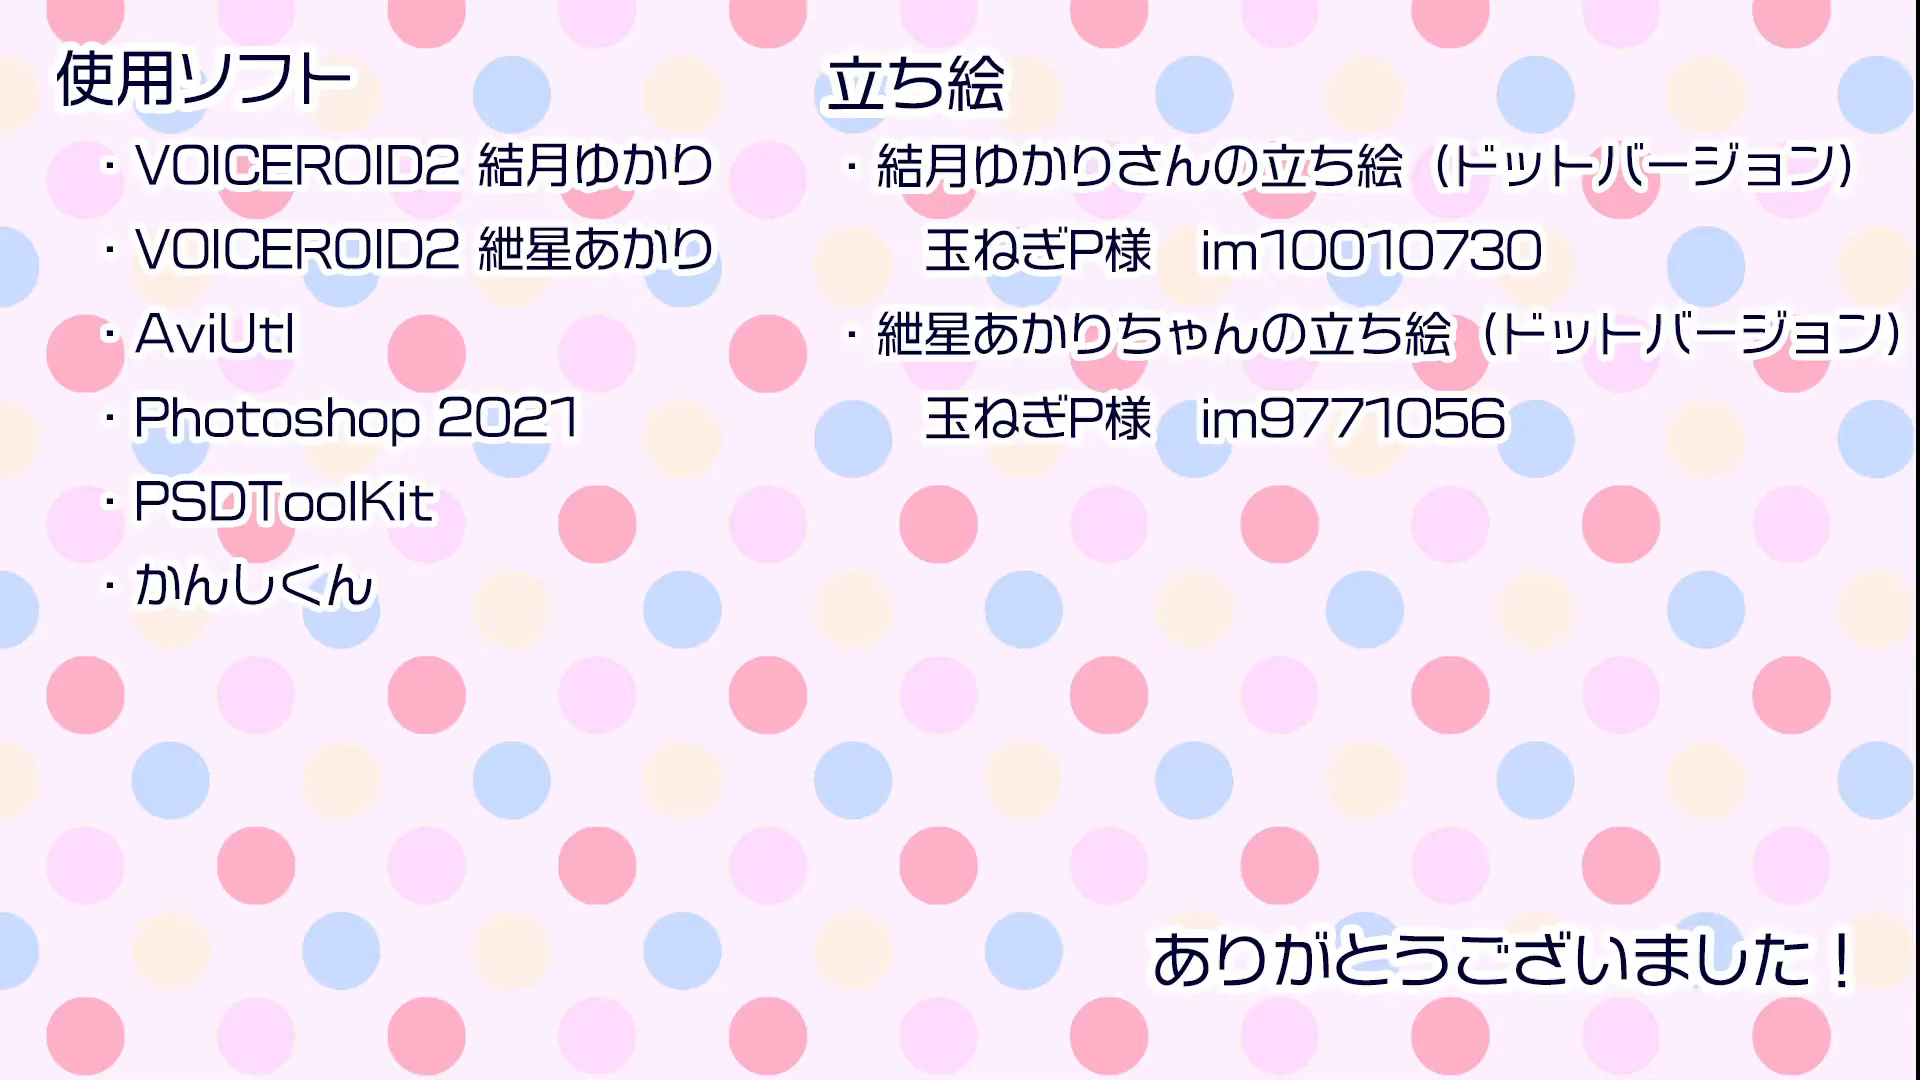 使用ソフト
・VOICEROID2 結月ゆかり
・VOICEROID2 紲星あかり
・AviUtl
・Photoshop 2021
・PSDToolKit
・かんしくん
立ち絵
・結月ゆかりさんの立ち絵（ドットバージョン）
玉ねぎP様　im10010730
・紲星あかりちゃんの立ち絵（ドットバージョン）
玉ねぎP様　im9771056
ありがとうございました！